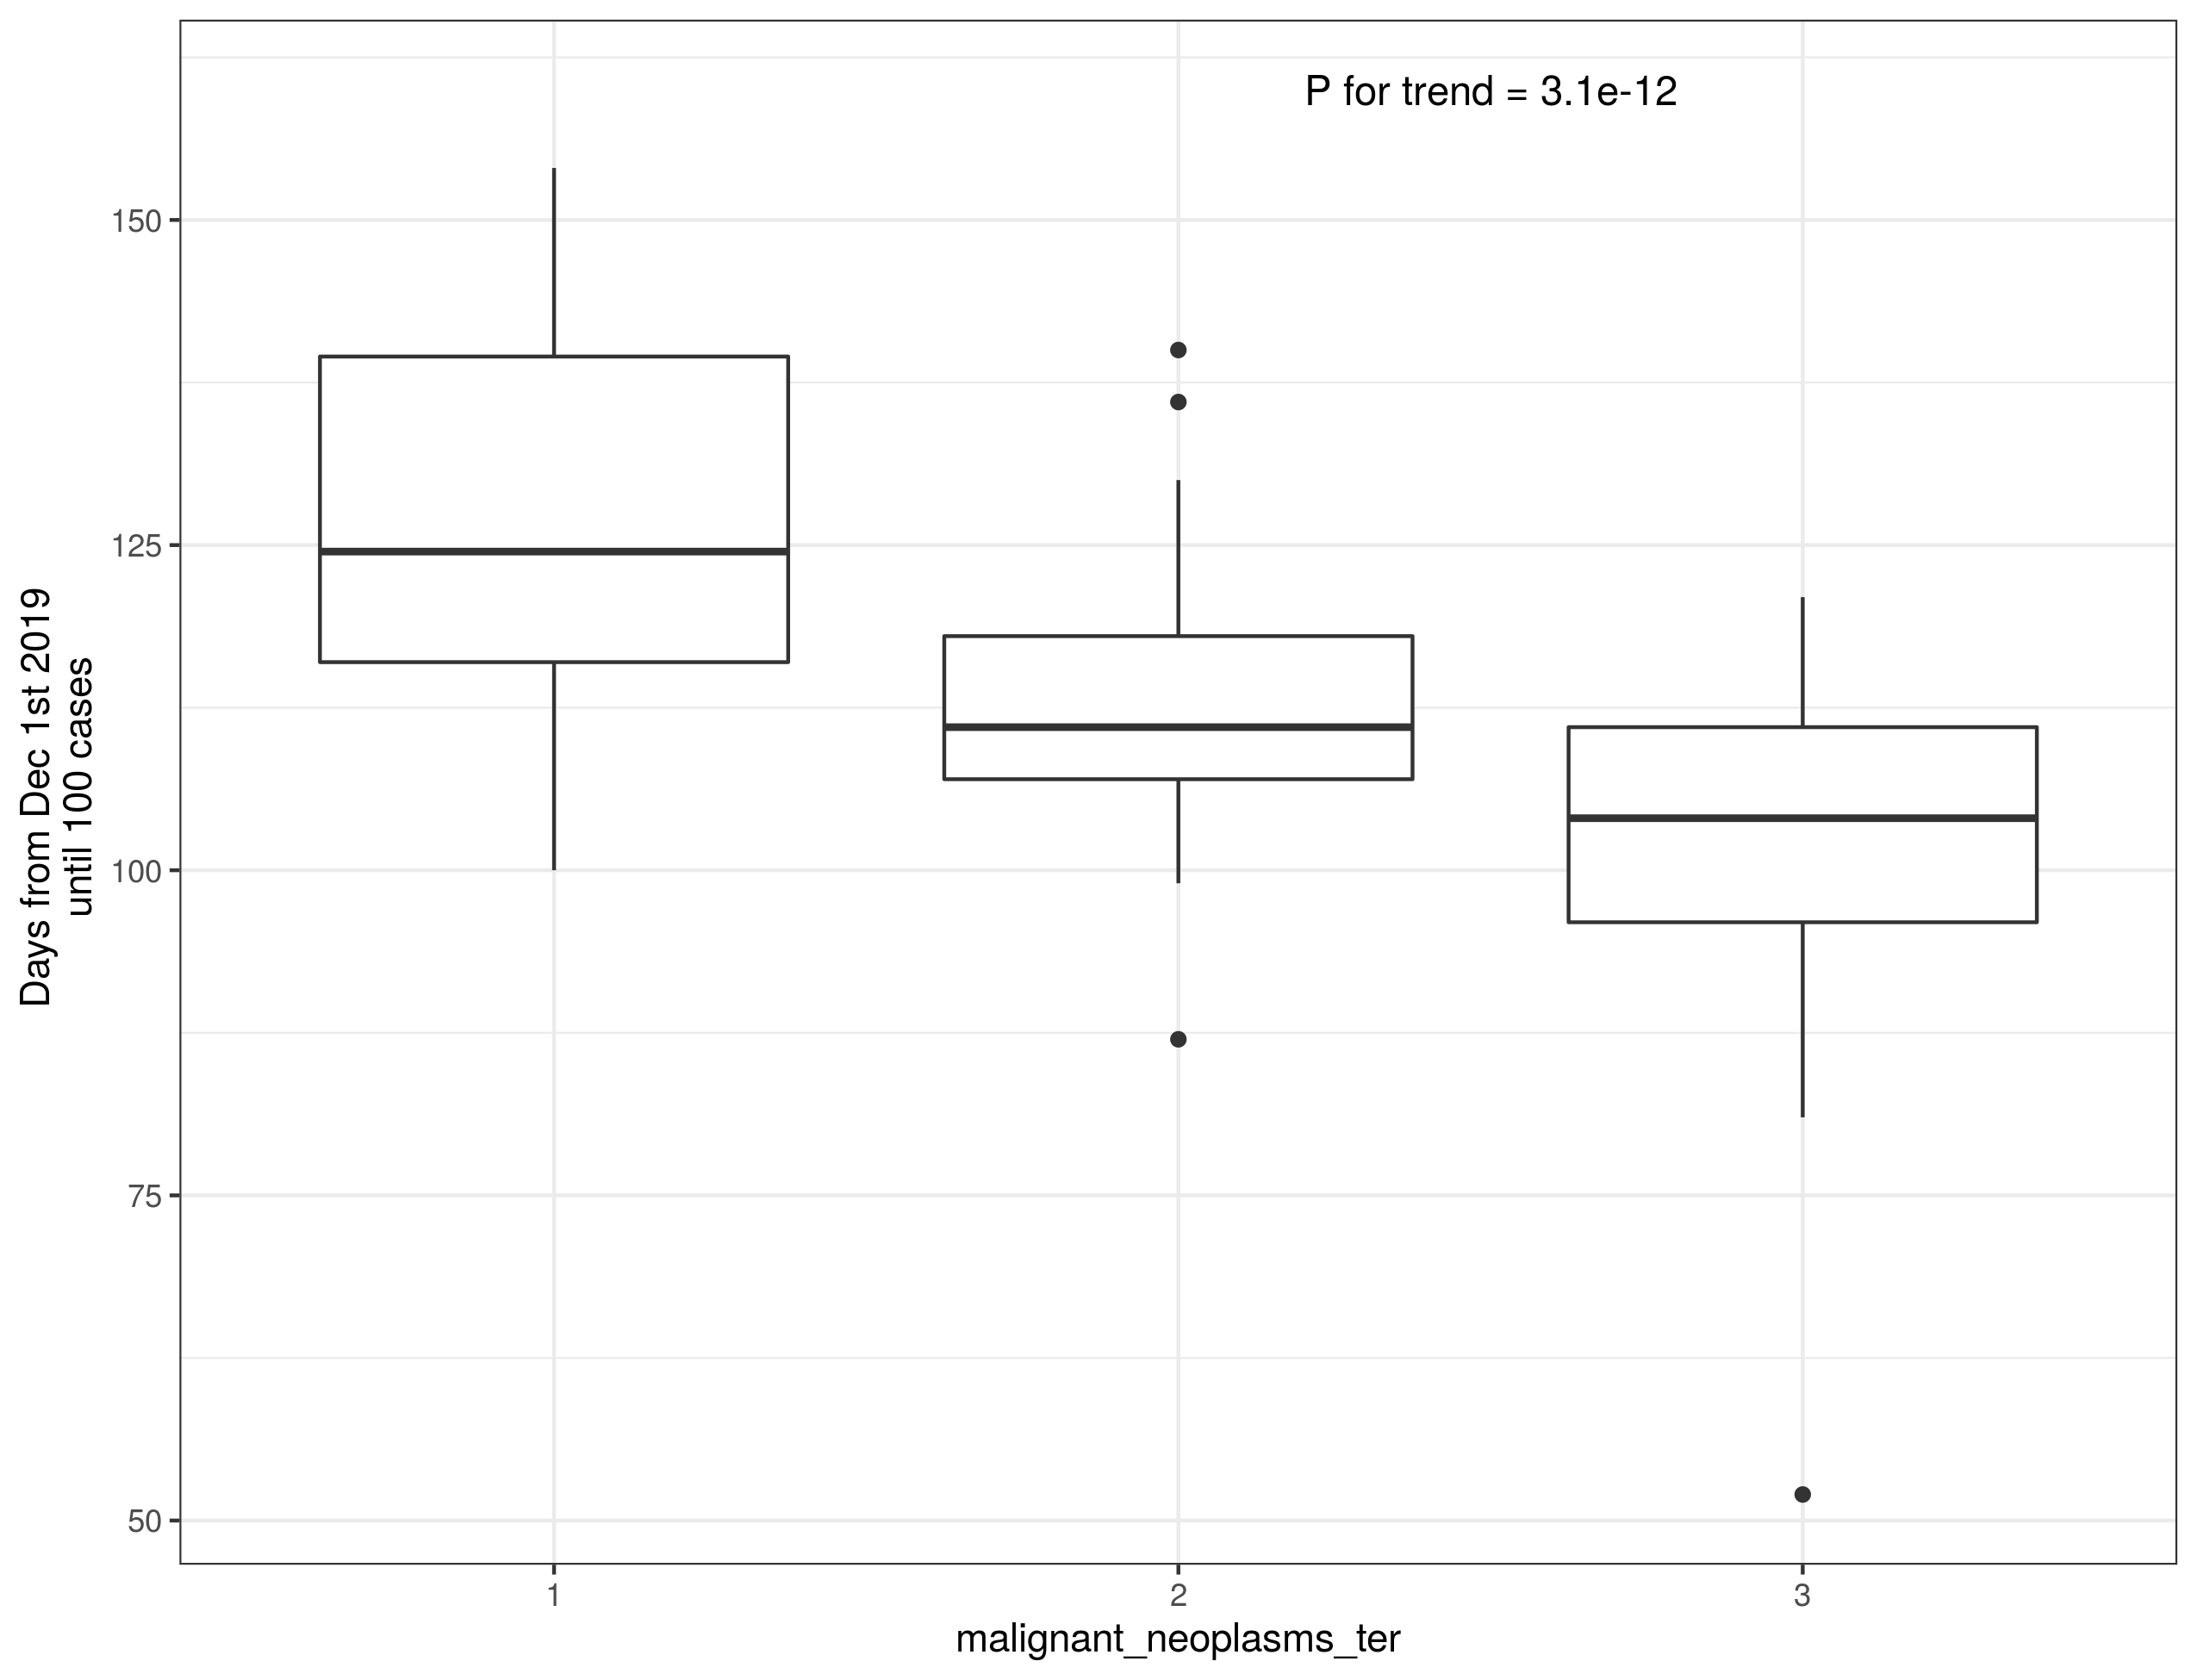 P for trend = 3.1e-12
150
125
100
75
50
Days from Dec 1st 2019
until 100 cases
1
2
3
malignant_neoplasms_ter